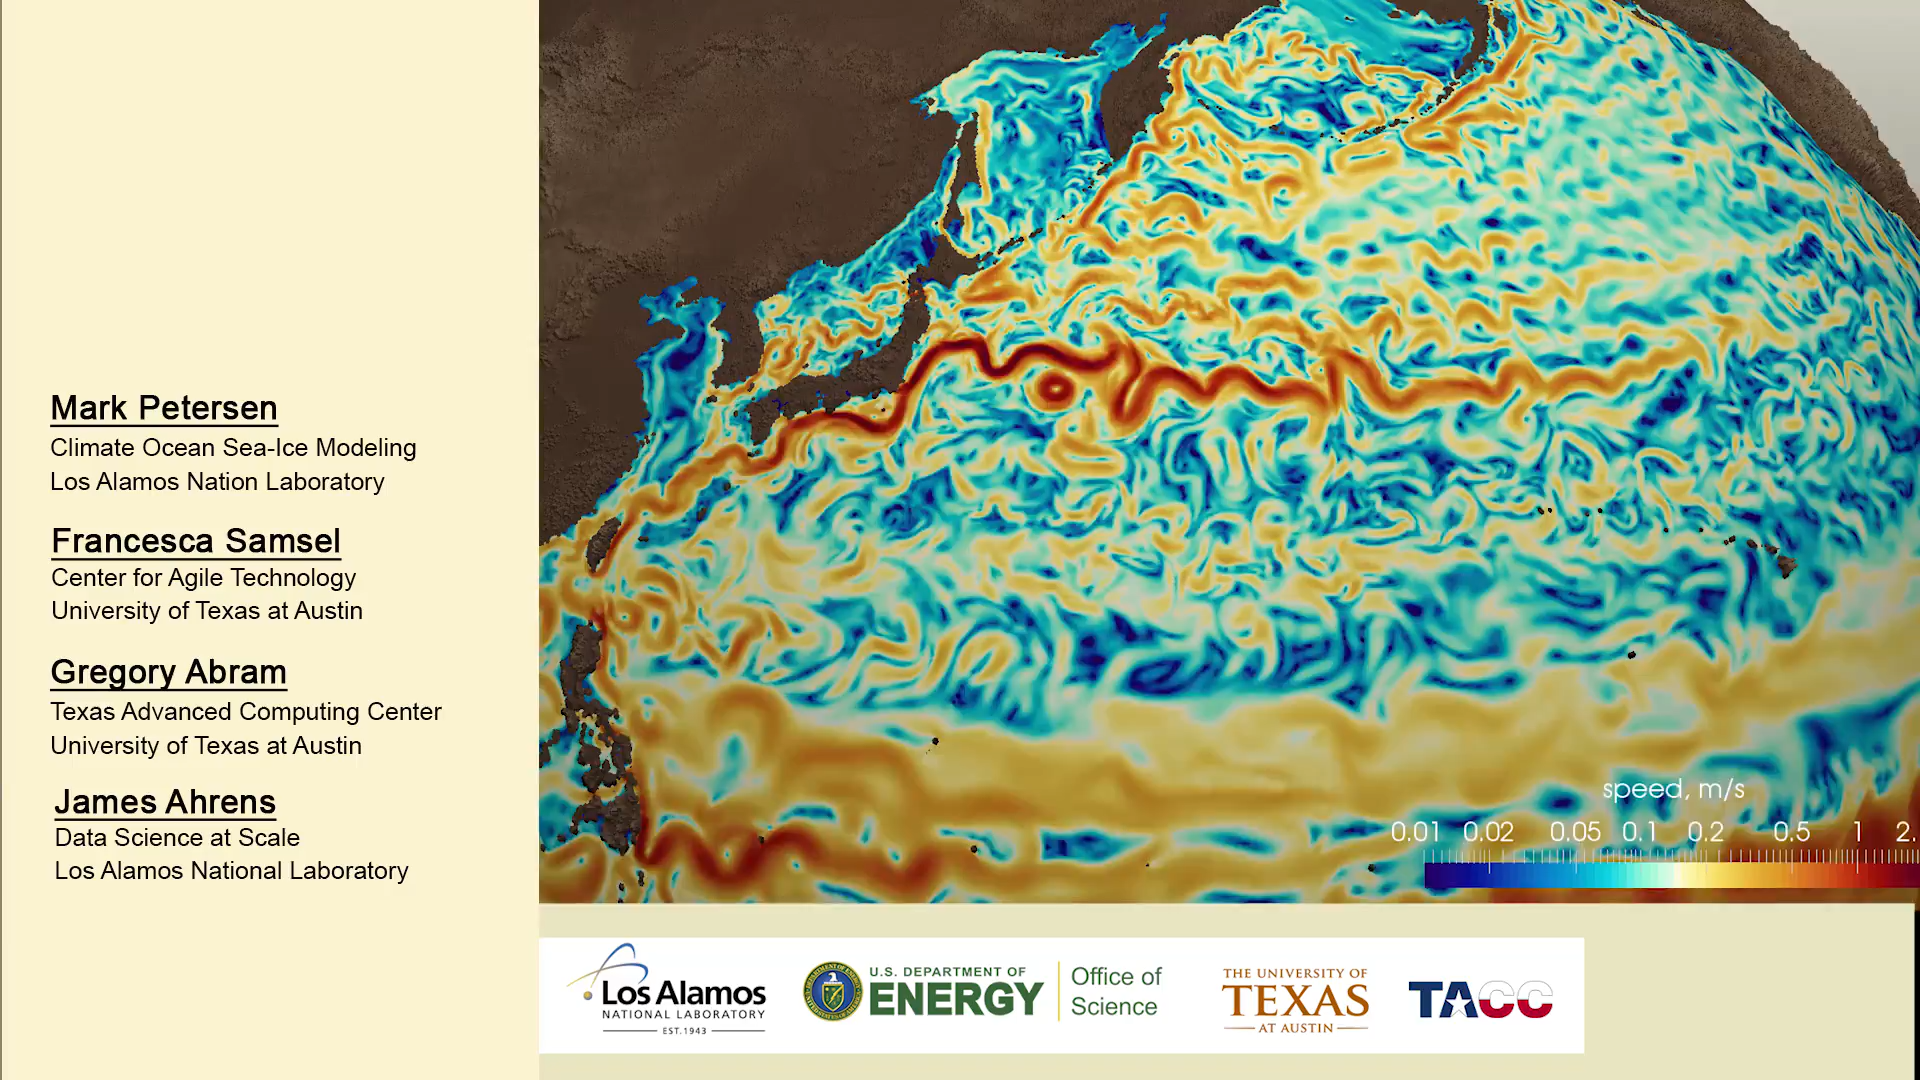 Mark Petersen
Climate Ocean Sea-Ice Modeling
Los Alamos Nation Laboratory
Francesca Samsel
Center for Agile Technology
University of Texas at Austin
Gregory Abram
Texas Advanced Computing Center
University of Texas at Austin
James Ahrens
Data Science at Scale
Los Alamos National Laboratory
speed, m/s
0.01 0.02 0.05 0.1 0.2 0.5 1 2.
Los Alamos
NATIONAL LABORATORY
EST.1943
U.S. DEPARTMENT OF
ENERGY
Office of
Science
THE UNIVERSITY OF
TEXAS
AT AUSTIN
TACC